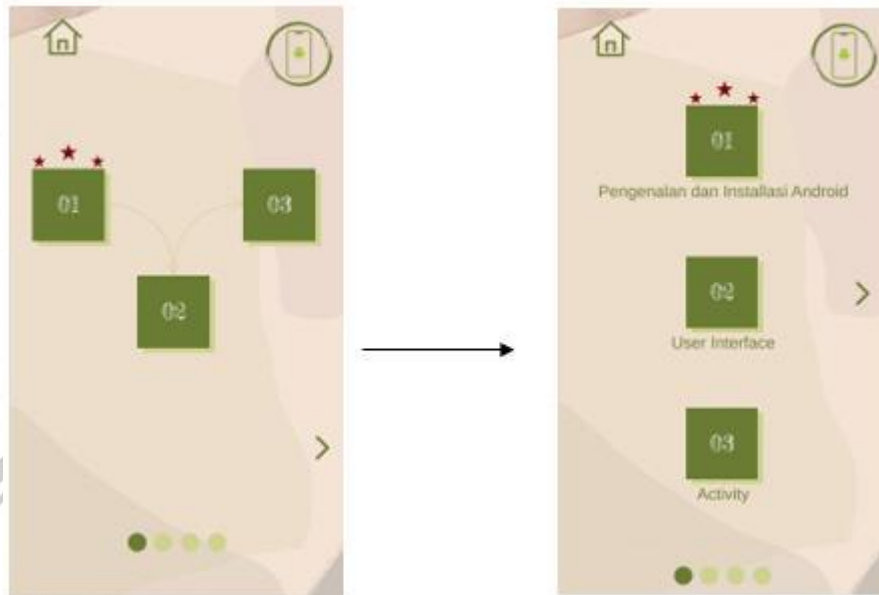 01
03
02
01
Pengenalan dan Installasi Android
02
User Interface
03
Activity